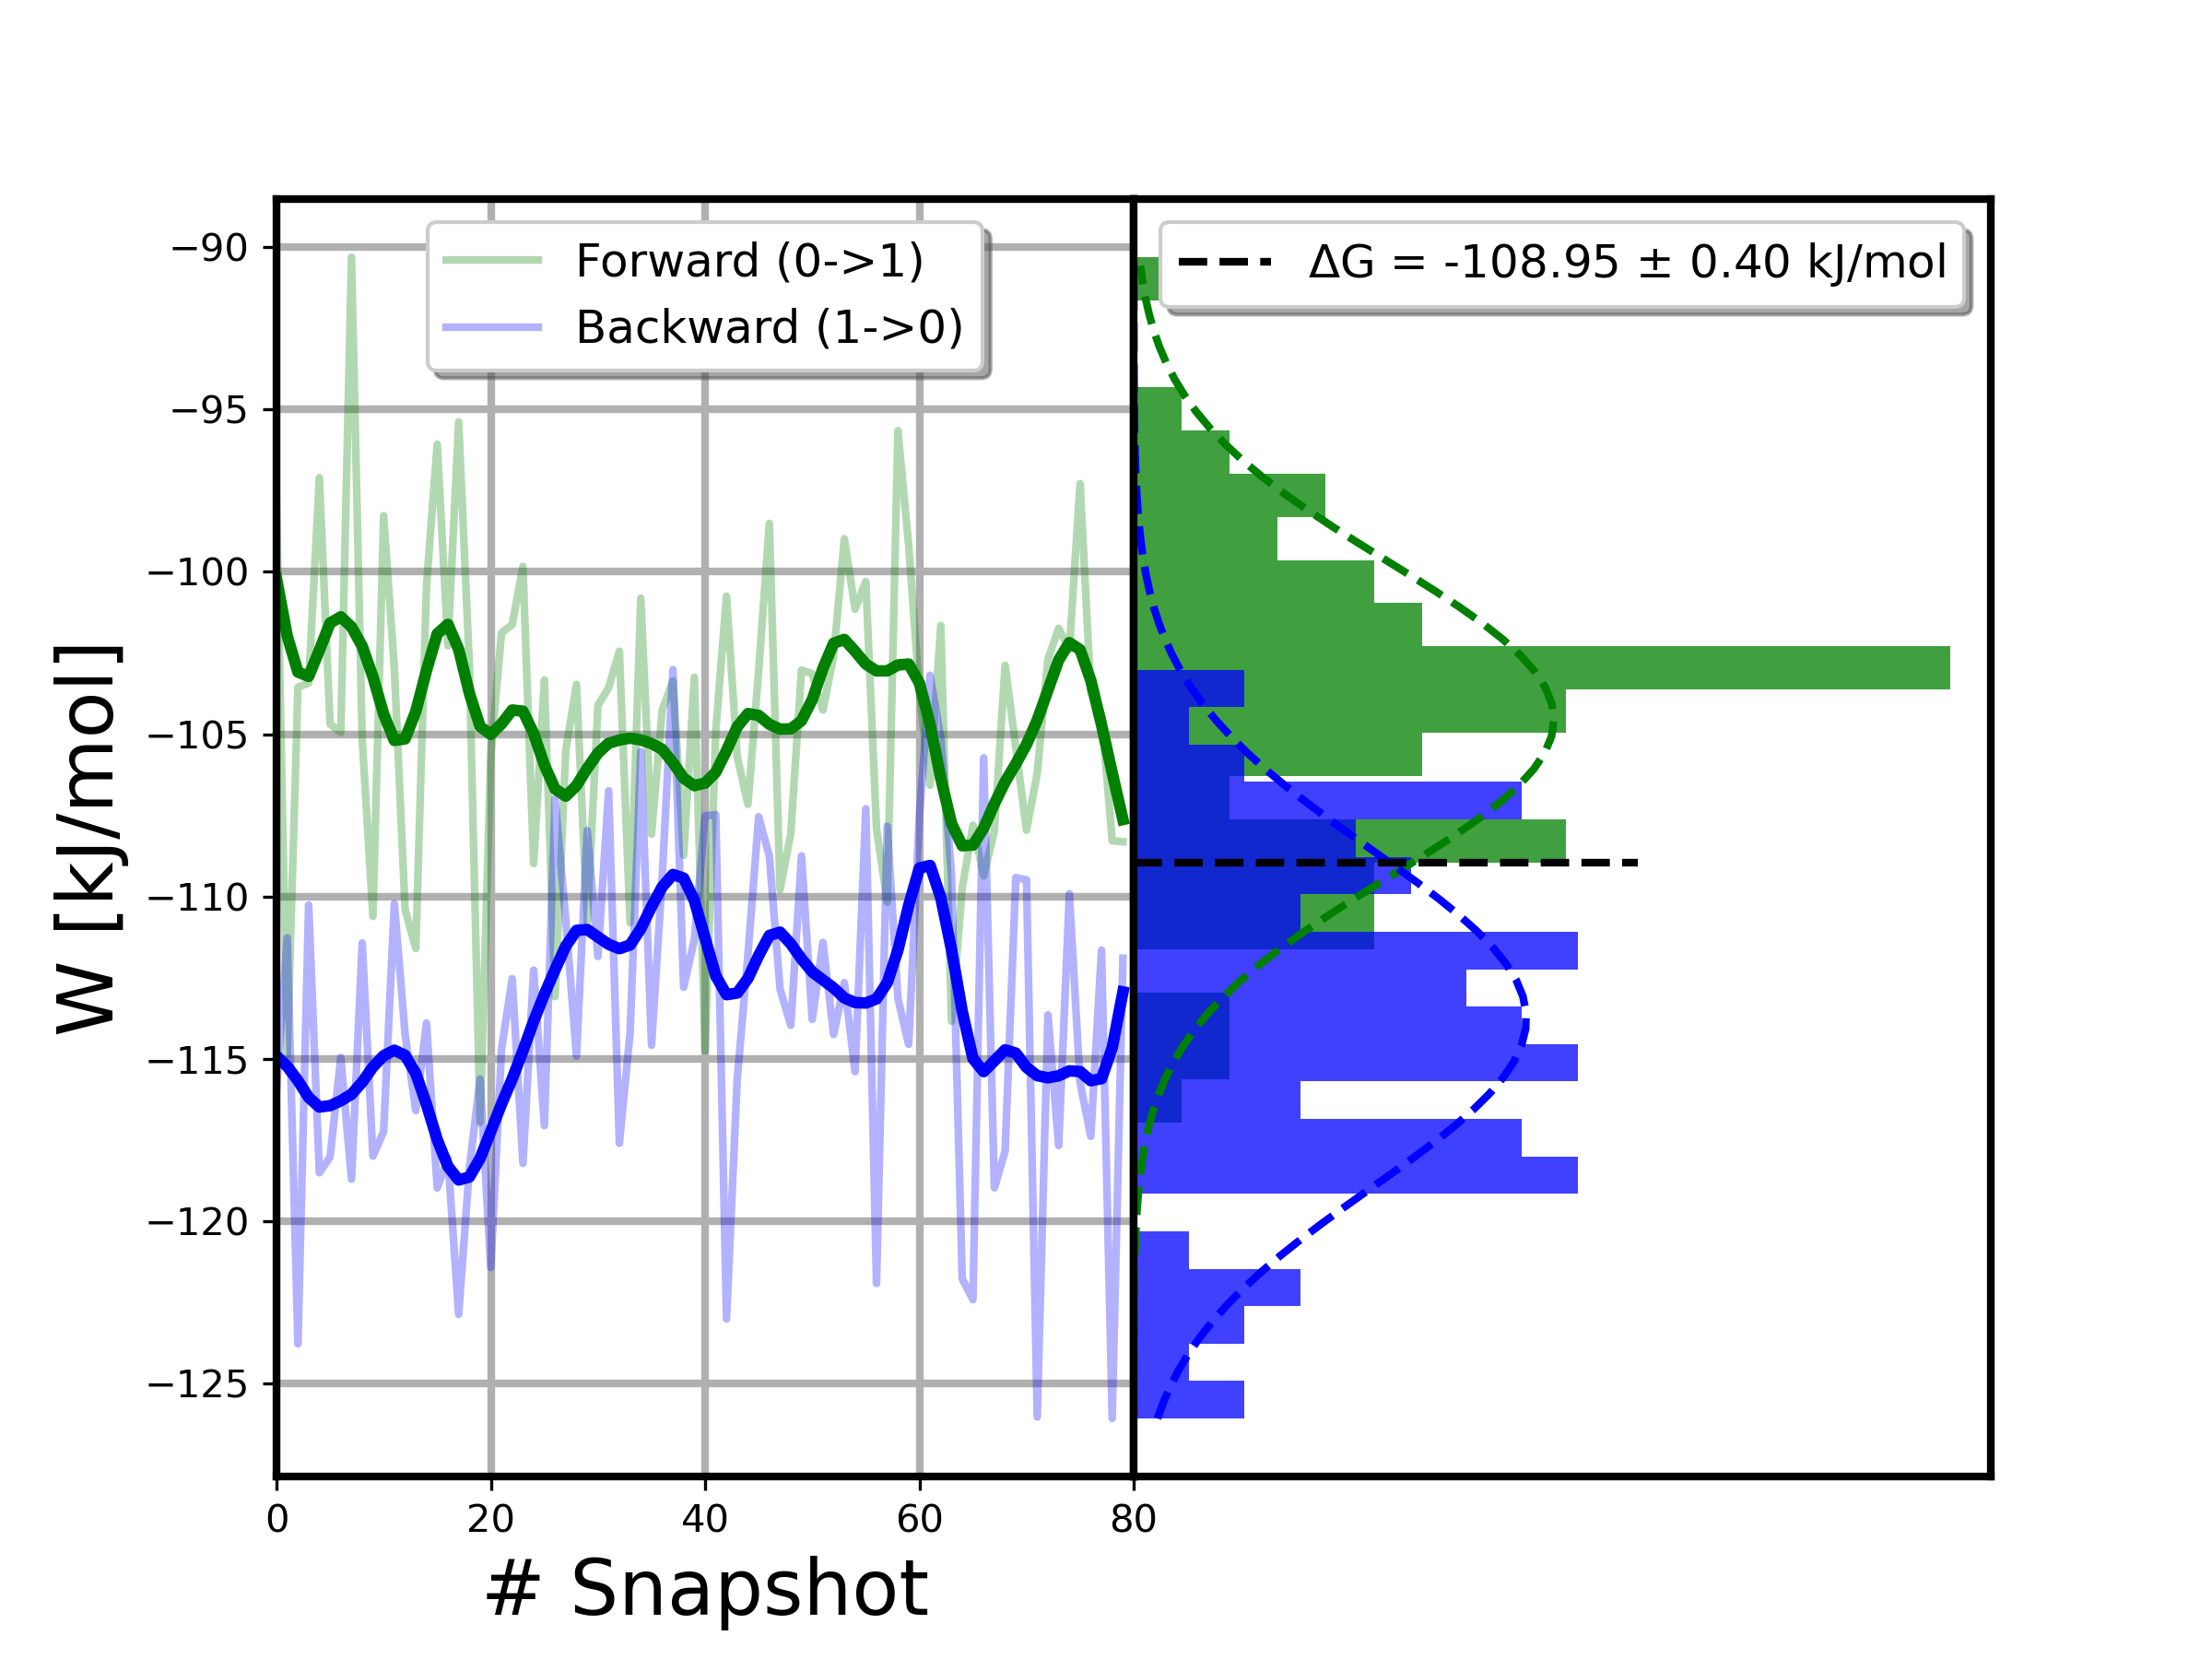 Forward (0->1)
Backward (1->0)
ΔG = -108.95 ± 0.40 kJ/mol
W [kJ/mol]
−90
−95
−100
−105
−110
−115
−120
−125
0 20 40 60 80
# Snapshot